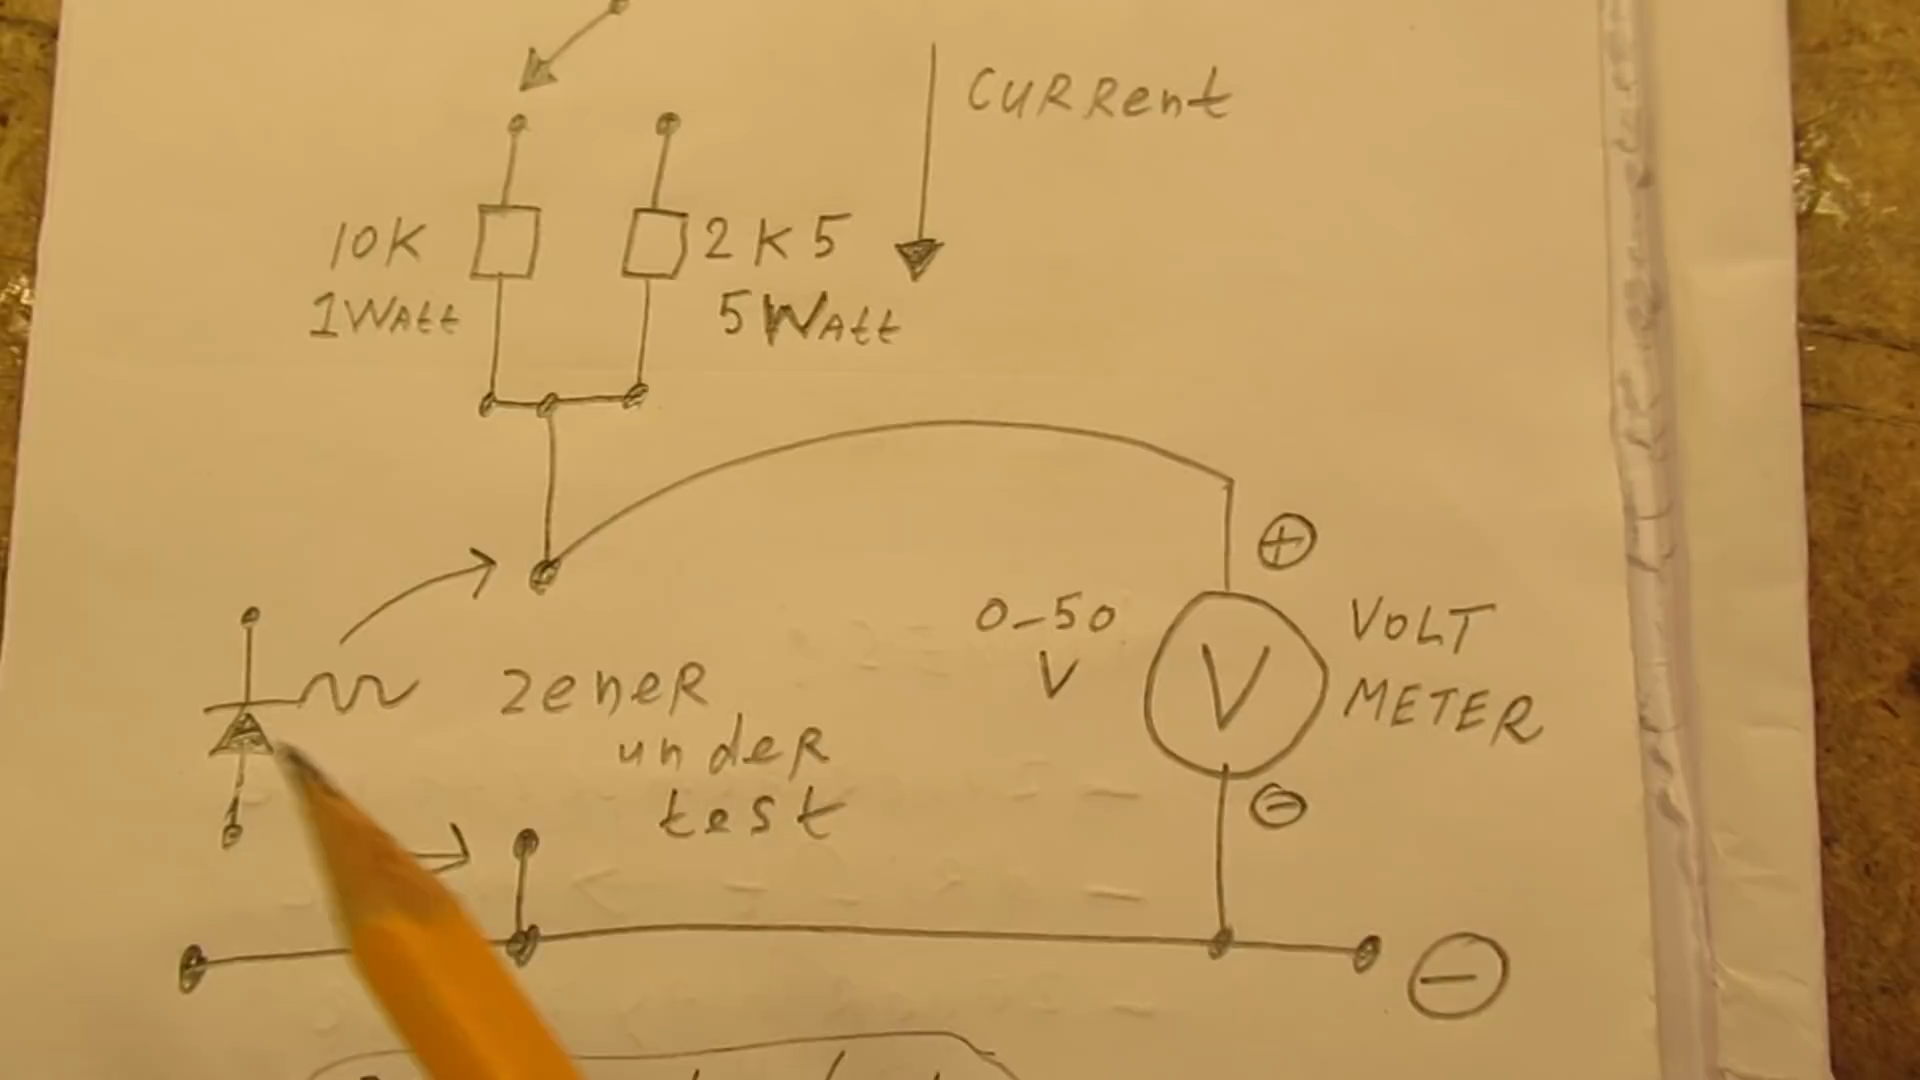 CURRent
10K
1WAtt
2K5
5WAtt
0-50
V
VOLT
METER
V
zeneR
undeR
test